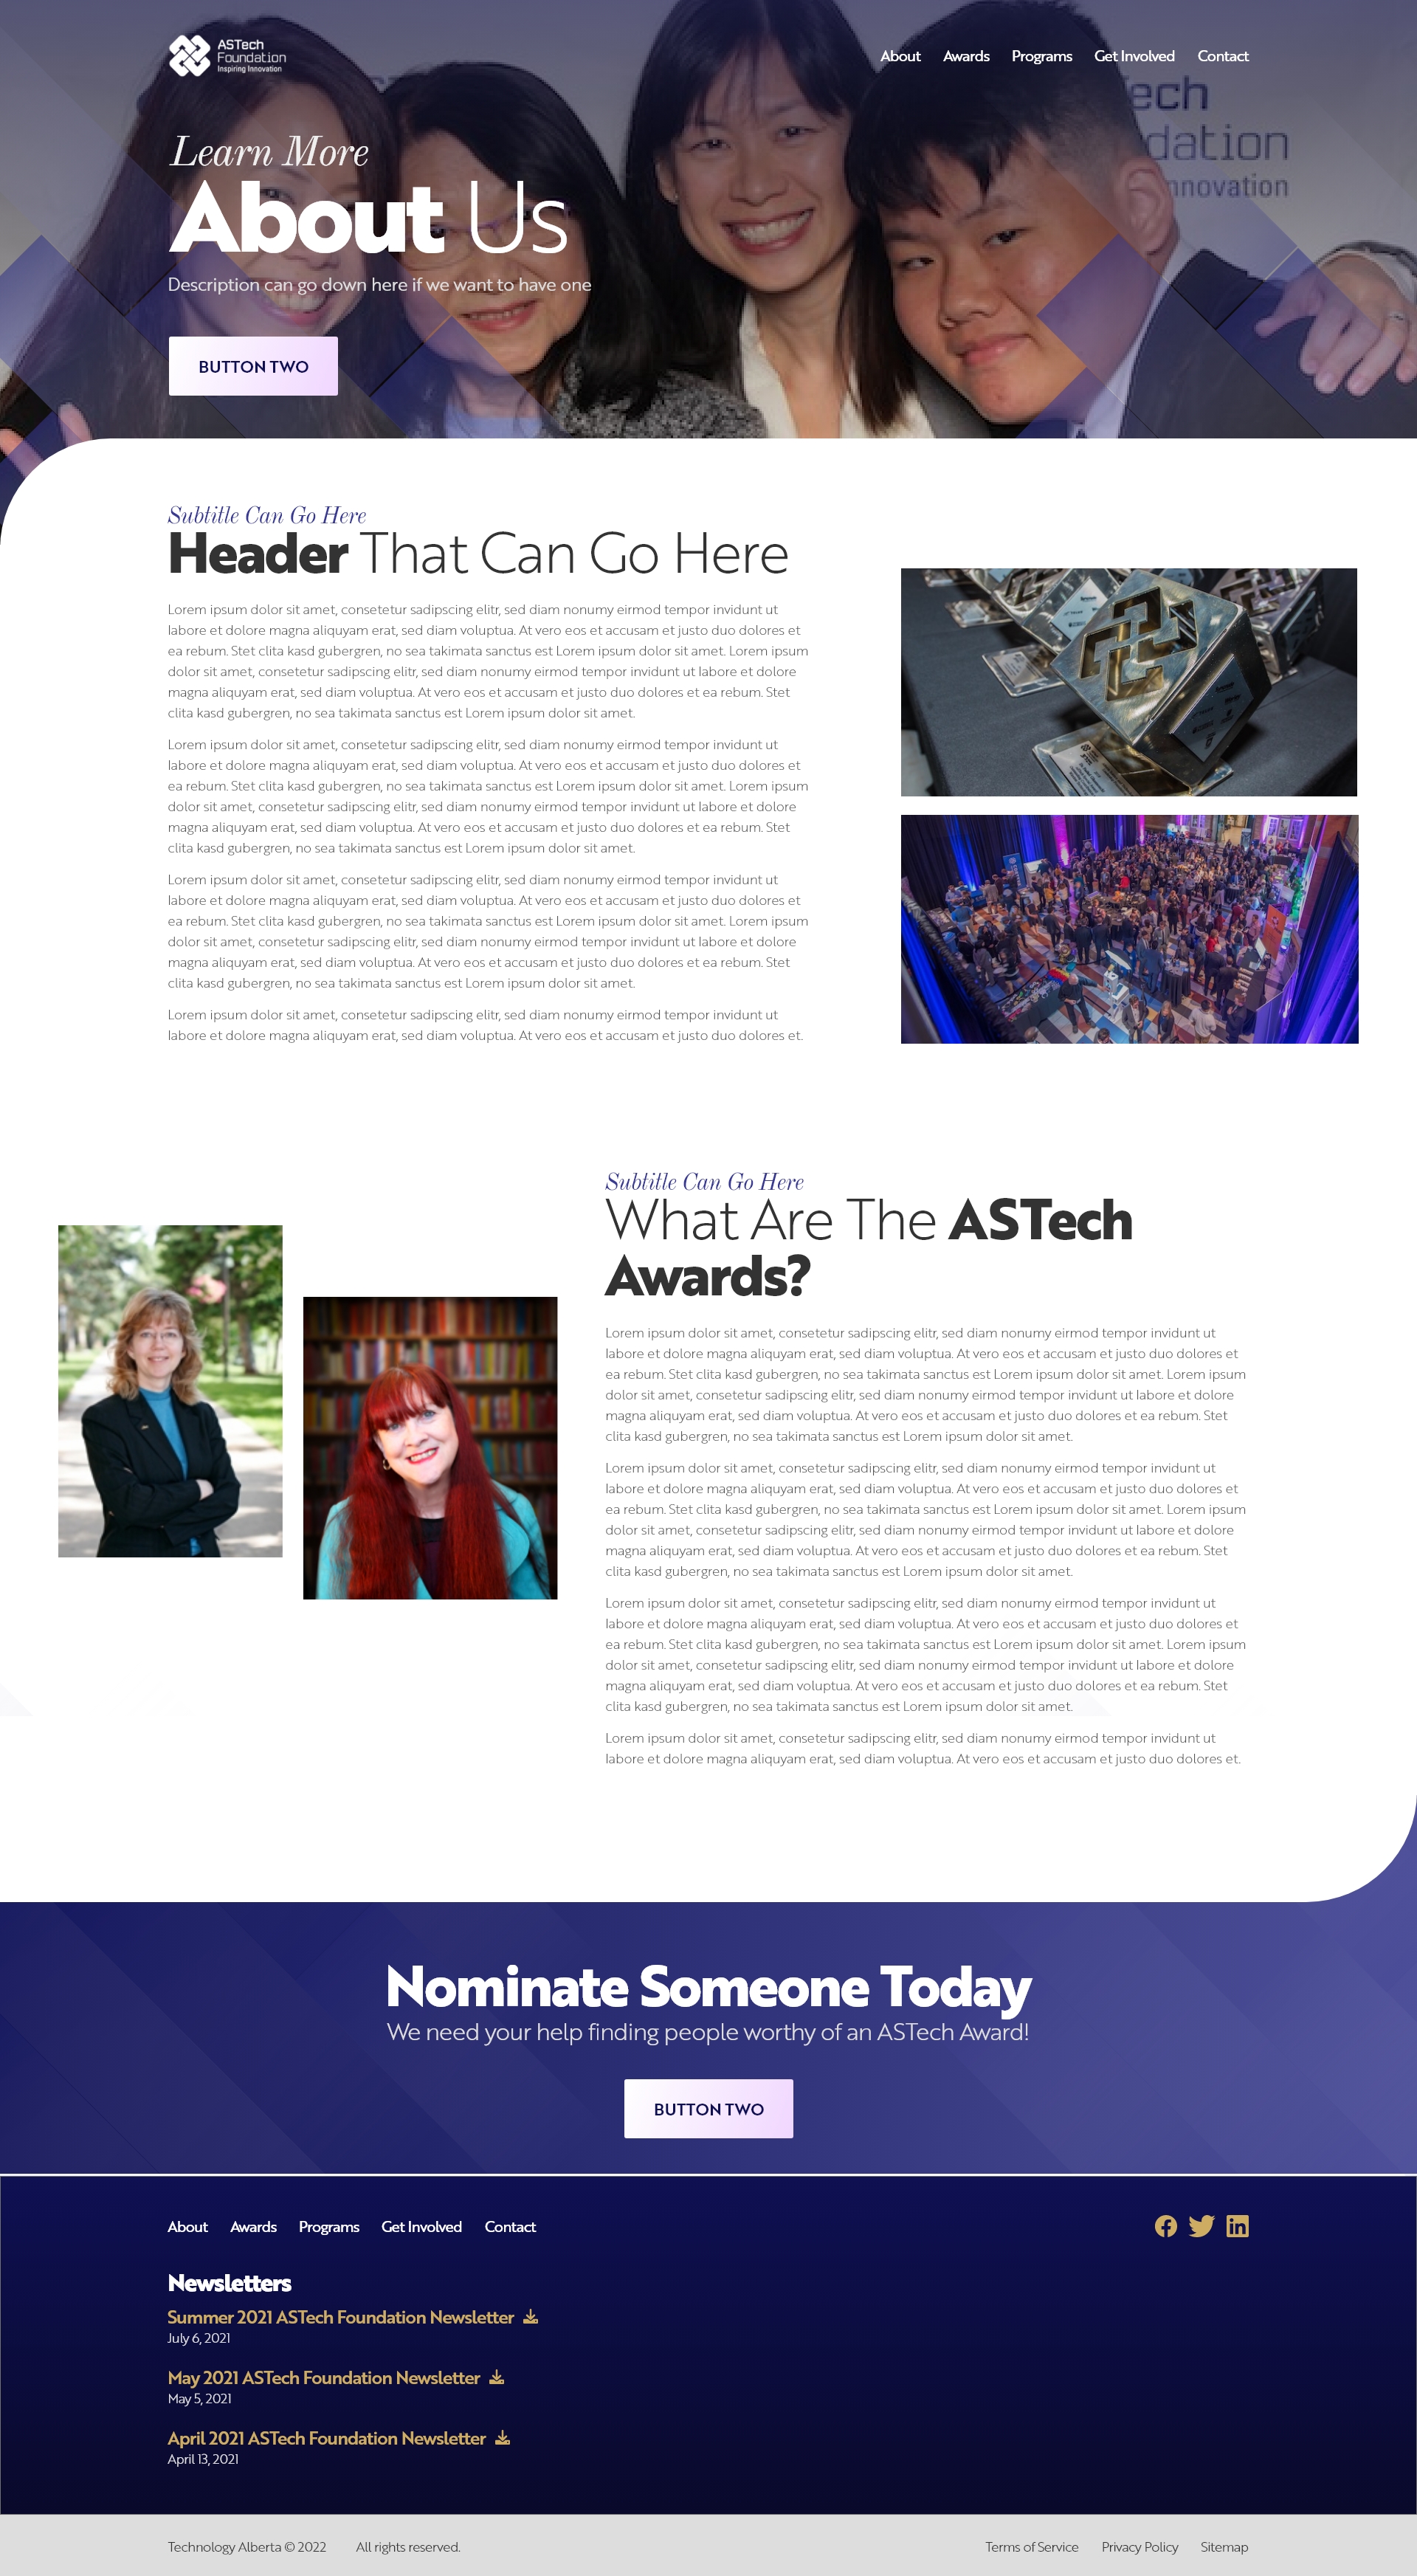 ASTech
Foundation
Inspiring Innovation
About Awards Programs Get Involved Contact
ech
ndation
nnovation
Learn More
About Us
Description can go down here if we want to have one
BUTTON TWO
Subtitle Can Go Here
Header That Can Go Here
Lorem ipsum dolor sit amet, consetetur sadipscing elitr, sed diam nonumy eirmod tempor invidunt ut
labore et dolore magna aliquyam erat, sed diam voluptua. At vero eos et accusam et justo duo dolores et
ea rebum. Stet clita kasd gubergren, no sea takimata sanctus est Lorem ipsum dolor sit amet. Lorem ipsum
dolor sit amet, consetetur sadipscing elitr, sed diam nonumy eirmod tempor invidunt ut labore et dolore
magna aliquyam erat, sed diam voluptua. At vero eos et accusam et justo duo dolores et ea rebum. Stet
clita kasd gubergren, no sea takimata sanctus est Lorem ipsum dolor sit amet.
Lorem ipsum dolor sit amet, consetetur sadipscing elitr, sed diam nonumy eirmod tempor invidunt ut
labore et dolore magna aliquyam erat, sed diam voluptua. At vero eos et accusam et justo duo dolores et
ea rebum. Stet clita kasd gubergren, no sea takimata sanctus est Lorem ipsum dolor sit amet. Lorem ipsum
dolor sit amet, consetetur sadipscing elitr, sed diam nonumy eirmod tempor invidunt ut labore et dolore
magna aliquyam erat, sed diam voluptua. At vero eos et accusam et justo duo dolores et ea rebum. Stet
clita kasd gubergren, no sea takimata sanctus est Lorem ipsum dolor sit amet.
Lorem ipsum dolor sit amet, consetetur sadipscing elitr, sed diam nonumy eirmod tempor invidunt ut
labore et dolore magna aliquyam erat, sed diam voluptua. At vero eos et accusam et justo duo dolores et
ea rebum. Stet clita kasd gubergren, no sea takimata sanctus est Lorem ipsum dolor sit amet. Lorem ipsum
dolor sit amet, consetetur sadipscing elitr, sed diam nonumy eirmod tempor invidunt ut labore et dolore
magna aliquyam erat, sed diam voluptua. At vero eos et accusam et justo duo dolores et ea rebum. Stet
clita kasd gubergren, no sea takimata sanctus est Lorem ipsum dolor sit amet.
Lorem ipsum dolor sit amet, consetetur sadipscing elitr, sed diam nonumy eirmod tempor invidunt ut
labore et dolore magna aliquyam erat, sed diam voluptua. At vero eos et accusam et justo duo dolores et.
Subtitle Can Go Here
What Are The ASTech
Awards?
Lorem ipsum dolor sit amet, consetetur sadipscing elitr, sed diam nonumy eirmod tempor invidunt ut
labore et dolore magna aliquyam erat, sed diam voluptua. At vero eos et accusam et justo duo dolores et
ea rebum. Stet clita kasd gubergren, no sea takimata sanctus est Lorem ipsum dolor sit amet. Lorem ipsum
dolor sit amet, consetetur sadipscing elitr, sed diam nonumy eirmod tempor invidunt ut labore et dolore
magna aliquyam erat, sed diam voluptua. At vero eos et accusam et justo duo dolores et ea rebum. Stet
clita kasd gubergren, no sea takimata sanctus est Lorem ipsum dolor sit amet.
Lorem ipsum dolor sit amet, consetetur sadipscing elitr, sed diam nonumy eirmod tempor invidunt ut
labore et dolore magna aliquyam erat, sed diam voluptua. At vero eos et accusam et justo duo dolores et
ea rebum. Stet clita kasd gubergren, no sea takimata sanctus est Lorem ipsum dolor sit amet. Lorem ipsum
dolor sit amet, consetetur sadipscing elitr, sed diam nonumy eirmod tempor invidunt ut labore et dolore
magna aliquyam erat, sed diam voluptua. At vero eos et accusam et justo duo dolores et ea rebum. Stet
clita kasd gubergren, no sea takimata sanctus est Lorem ipsum dolor sit amet.
Lorem ipsum dolor sit amet, consetetur sadipscing elitr, sed diam nonumy eirmod tempor invidunt ut
labore et dolore magna aliquyam erat, sed diam voluptua. At vero eos et accusam et justo duo dolores et
ea rebum. Stet clita kasd gubergren, no sea takimata sanctus est Lorem ipsum dolor sit amet. Lorem ipsum
dolor sit amet, consetetur sadipscing elitr, sed diam nonumy eirmod tempor invidunt ut labore et dolore
magna aliquyam erat, sed diam voluptua. At vero eos et accusam et justo duo dolores et ea rebum. Stet
clita kasd gubergren, no sea takimata sanctus est Lorem ipsum dolor sit amet.
Lorem ipsum dolor sit amet, consetetur sadipscing elitr, sed diam nonumy eirmod tempor invidunt ut
labore et dolore magna aliquyam erat, sed diam voluptua. At vero eos et accusam et justo duo dolores et.
Nominate Someone Today
We need your help finding people worthy of an ASTech Award!
BUTTON TWO
About Awards Programs Get Involved Contact
Newsletters
Summer 2021 ASTech Foundation Newsletter
July 6, 2021
May 2021 ASTech Foundation Newsletter
May 5, 2021
April 2021 ASTech Foundation Newsletter
April 13, 2021
Technology Alberta © 2022 All rights reserved.
Terms of Service Privacy Policy Sitemap